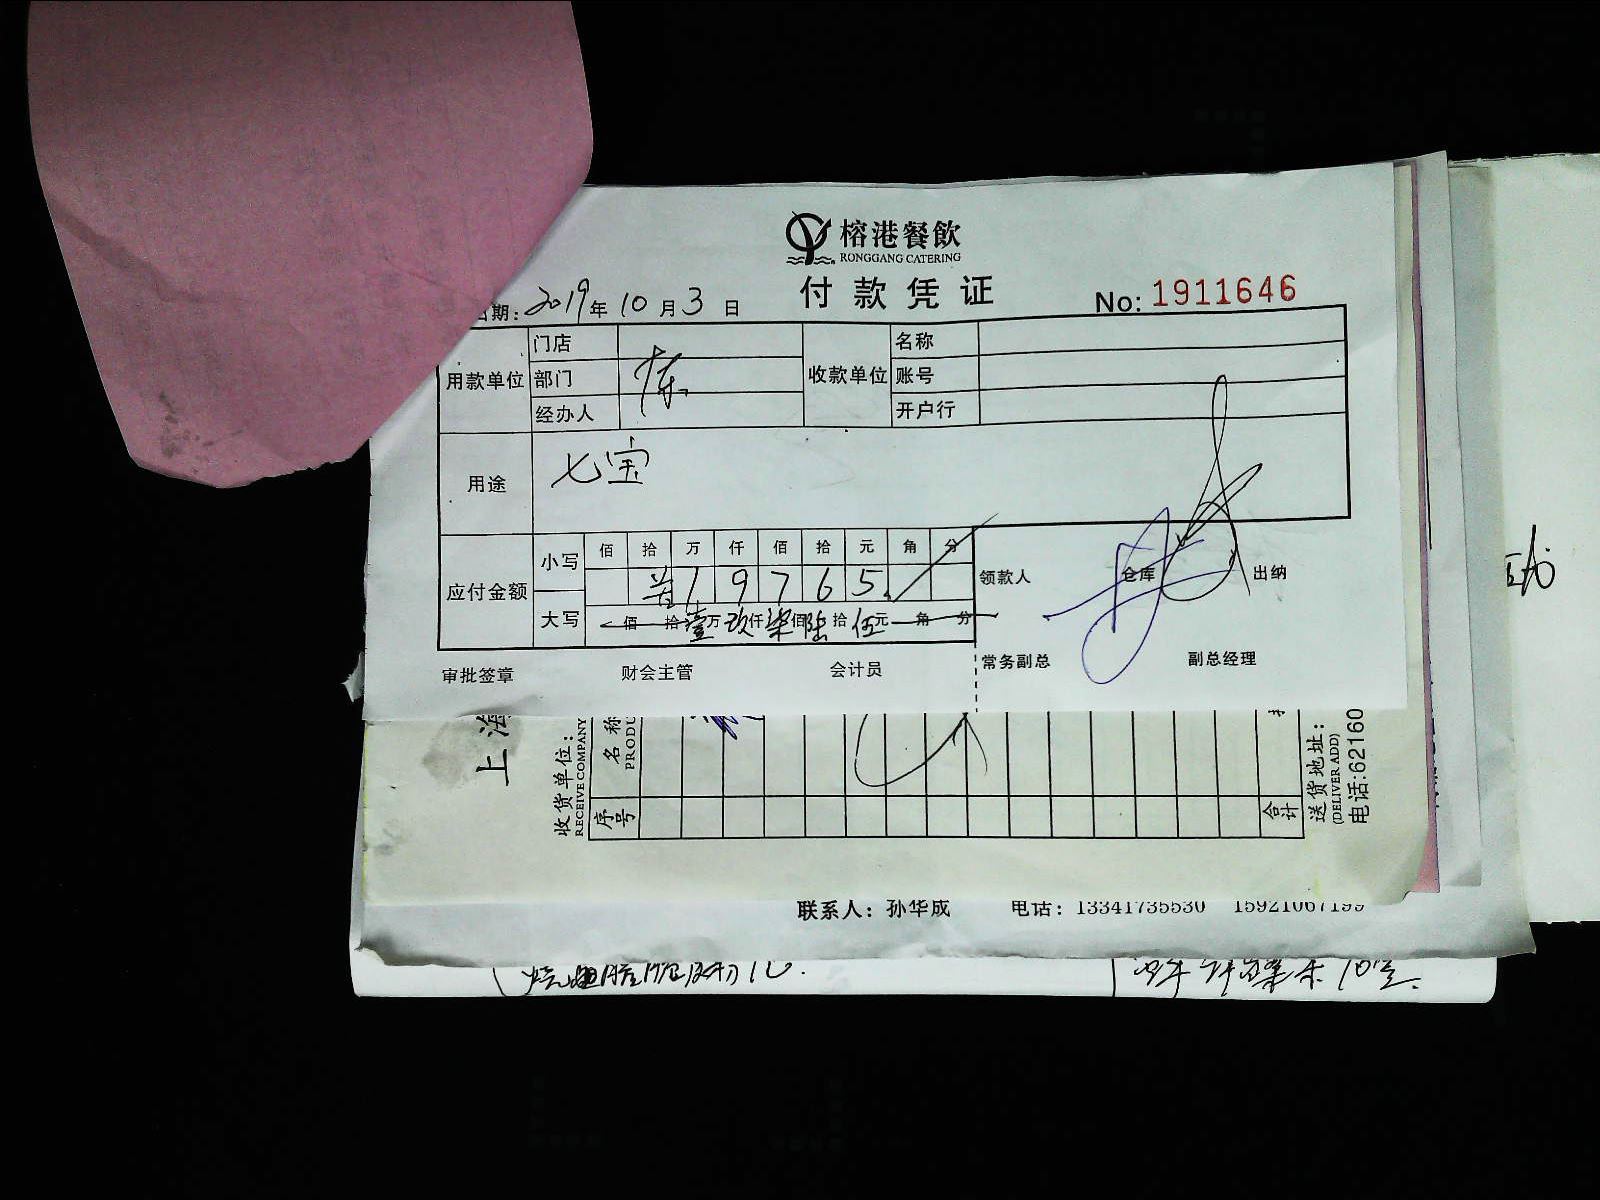 榕港餐飲
RONGGANG CATERING
付款凭证
日期：2019年10月3日
No: 1911646
用款单位
门店
部门
经办人
收款单位
名称
账号
开户行
用途
七宝
应付金额
小写
佰 拾 万 仟 佰 拾 元 角 分
19765
大写
佰 拾壹万玖仟柒佰陆拾伍元 角 分
领款人
仓库
出纳
审批签章
财会主管
会计员
常务副总
副总经理
上海
收货单位：
RECEIVE COMPANY
名称
序号
合计
送货地址：
(DELIVER ADD)
电话:62160
联系人：孙华成 电话：13341735530 15921067199